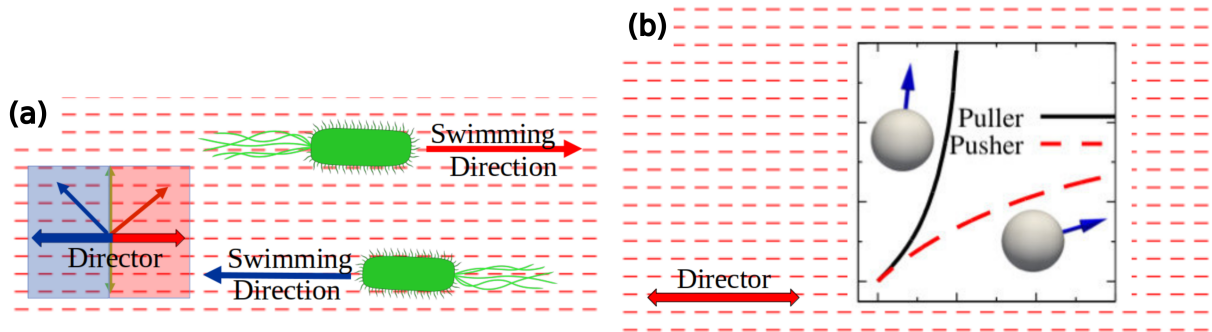 (a)
Swimming
Direction
Director
Swimming
Direction
(b)
Puller
Pusher
Director